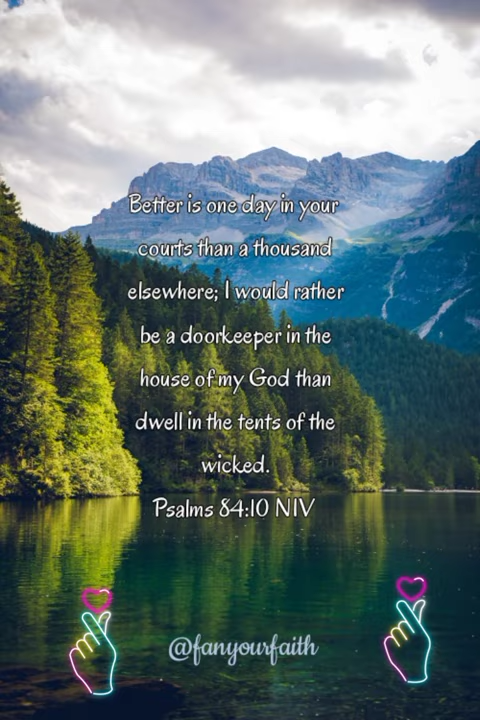 Better is one day in your
courts than a thousand
elsewhere; I would rather
be a doorkeeper in the
house of my God than
dwell in the tents of the
wicked.
Psalms 84:10 NIV
@fanyourfaith